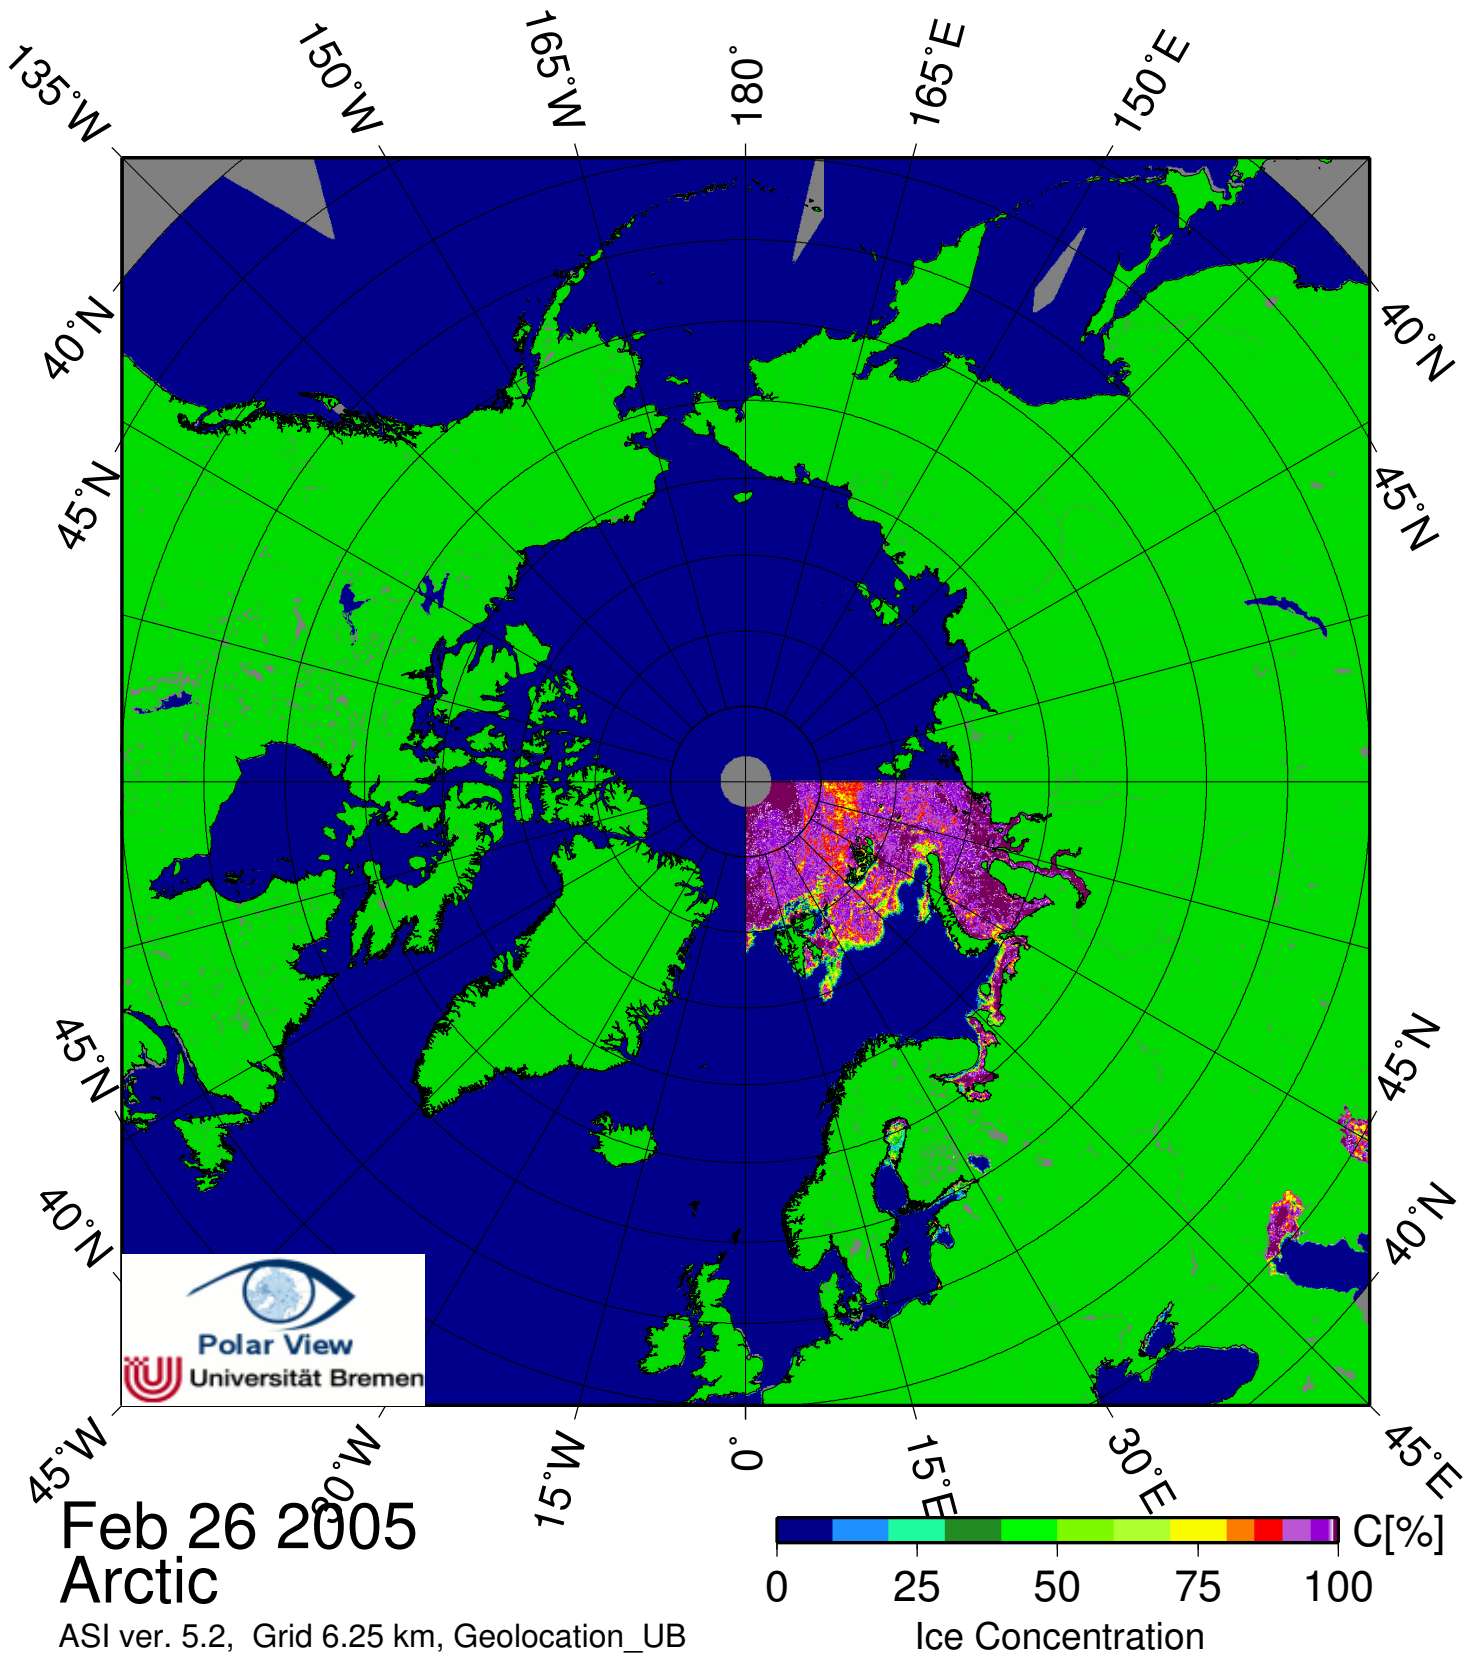 135°W
150°W
165°W
180°
165°E
150°E
40°N
40°N
45°N
45°N
45°N
45°N
40°N
40°N
Polar View
Universität Bremen
45°W
30°W
15°W
0°
15°E
30°E
45°E
Feb 26 2005
Arctic
ASI ver. 5.2, Grid 6.25 km, Geolocation_UB
C[%]
0 25 50 75 100
Ice Concentration